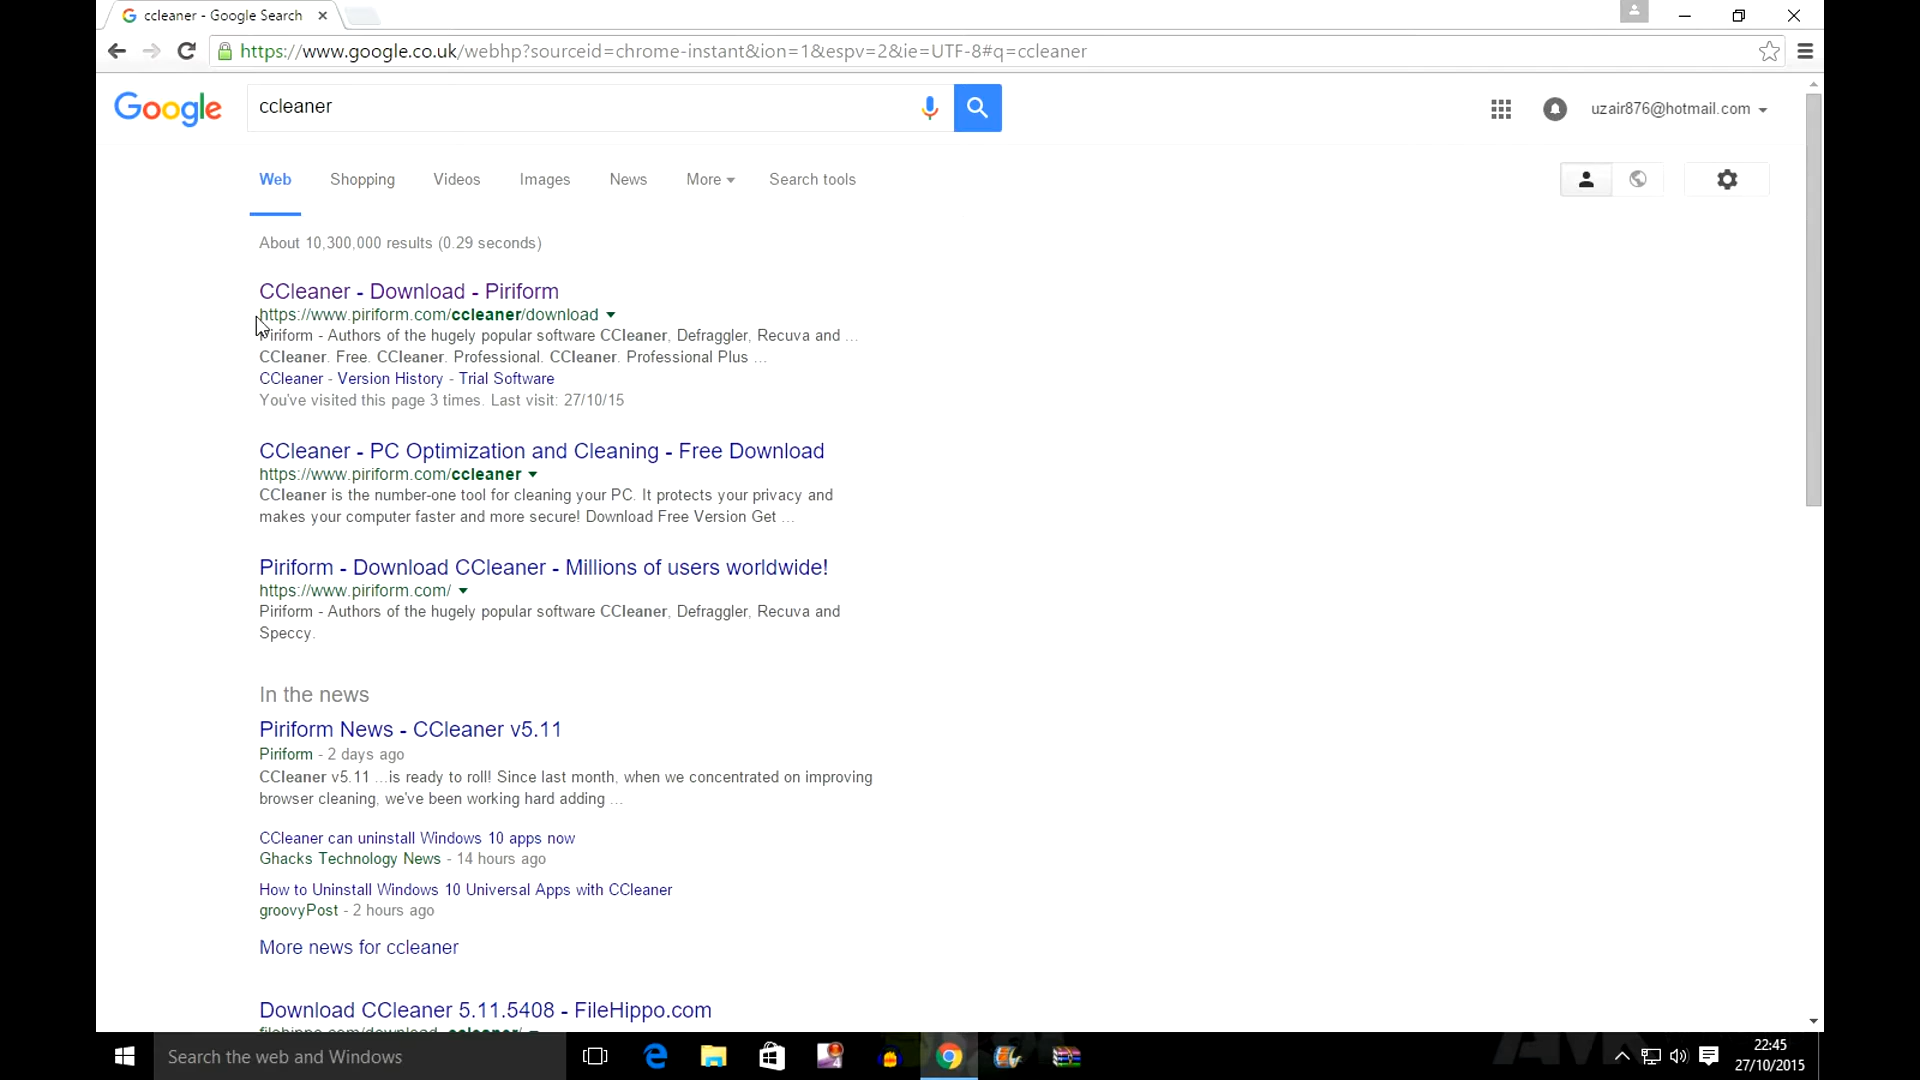 ccleaner - Google Search
https://www.google.co.uk/webhp?sourceid=chrome-instant&ion=1&espv=2&ie=UTF-8#q=ccleaner
Google
ccleaner
uzair876@hotmail.com
Web Shopping Videos Images News More Search tools
About 10,300,000 results (0.29 seconds)
CCleaner - Download - Piriform
https://www.piriform.com/ccleaner/download
Piriform - Authors of the hugely popular software CCleaner, Defraggler, Recuva and ...
CCleaner. Free. CCleaner. Professional. CCleaner. Professional Plus ...
CCleaner - Version History - Trial Software
You've visited this page 3 times. Last visit: 27/10/15
CCleaner - PC Optimization and Cleaning - Free Download
https://www.piriform.com/ccleaner
CCleaner is the number-one tool for cleaning your PC. It protects your privacy and
makes your computer faster and more secure! Download Free Version Get ...
Piriform - Download CCleaner - Millions of users worldwide!
https://www.piriform.com/
Piriform - Authors of the hugely popular software CCleaner, Defraggler, Recuva and
Speccy.
In the news
Piriform News - CCleaner v5.11
Piriform - 2 days ago
CCleaner v5.11 ...is ready to roll! Since last month, when we concentrated on improving
browser cleaning, we've been working hard adding ...
CCleaner can uninstall Windows 10 apps now
Ghacks Technology News - 14 hours ago
How to Uninstall Windows 10 Universal Apps with CCleaner
groovyPost - 2 hours ago
More news for ccleaner
Download CCleaner 5.11.5408 - FileHippo.com
filehippo.com/download_ccleaner/
Search the web and Windows
22:45
27/10/2015